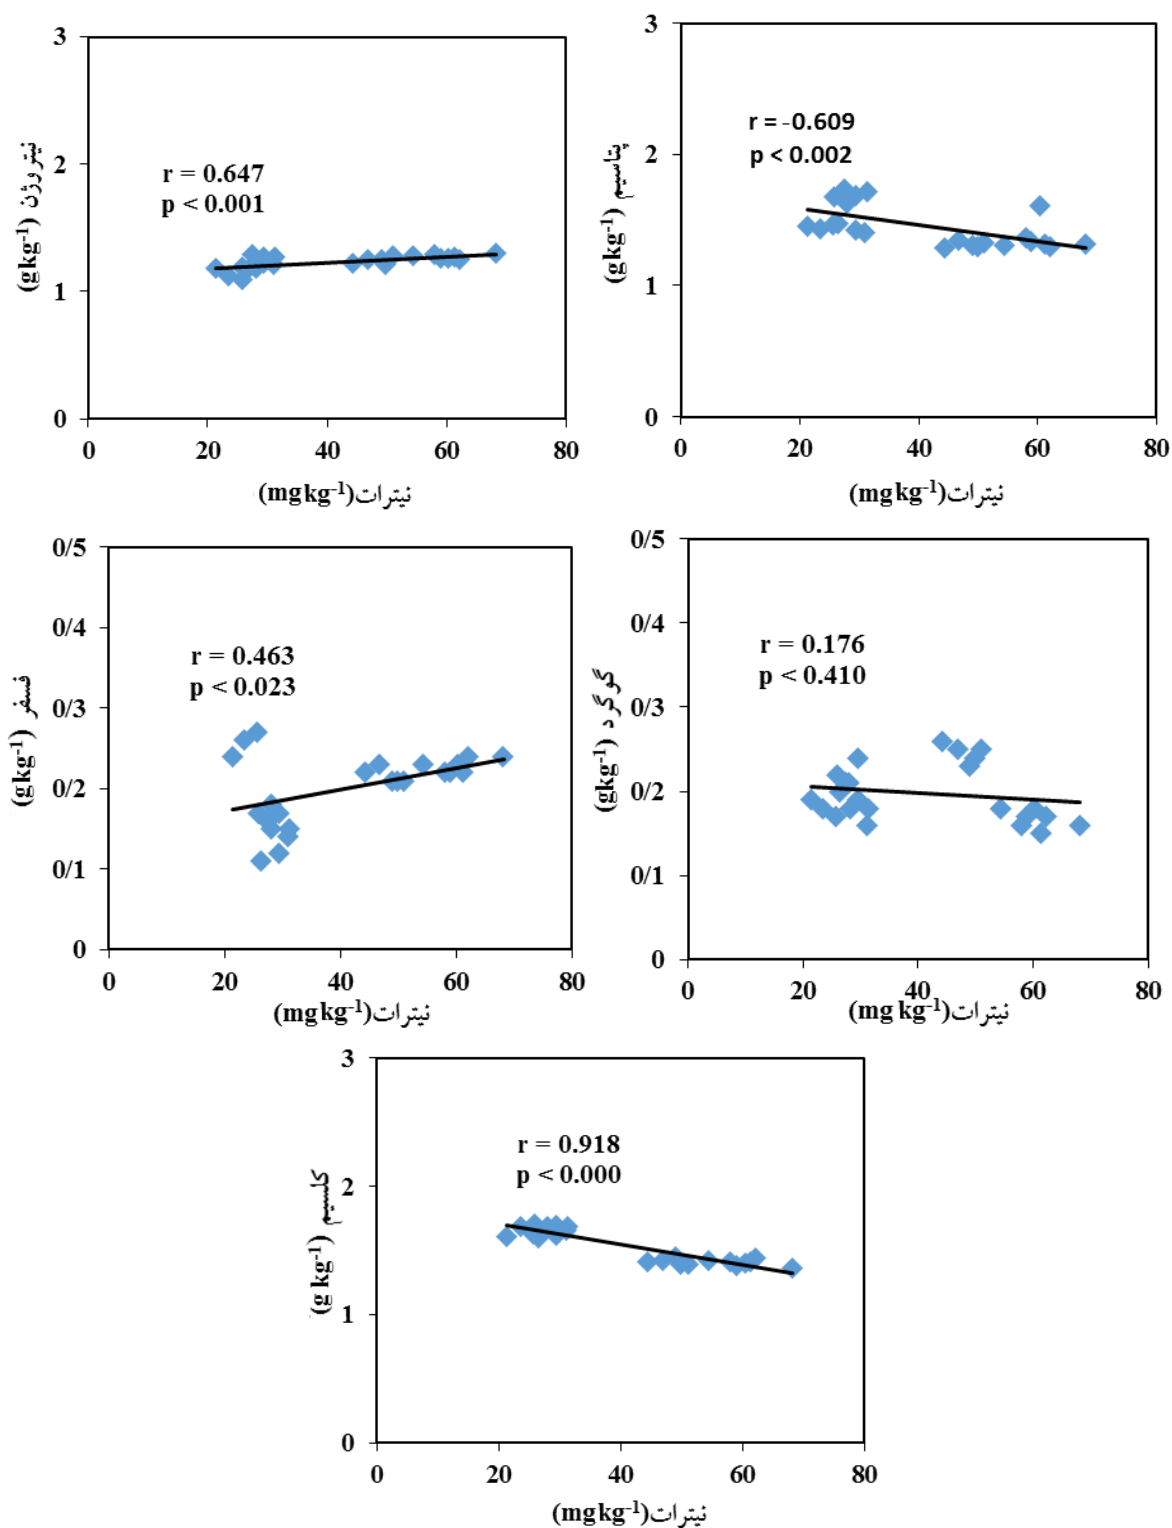 3
2
1
0
نیتروژن (gkg-1)
r = 0.647
p < 0.001
0 20 40 60 80
نیترات(mgkg-1)
3
2
1
0
پتاسیم (gkg-1)
r = -0.609
p < 0.002
0 20 40 60 80
نیترات(mgkg-1)
0/5
0/4
0/3
0/2
0/1
0
فسفر (gkg-1)
r = 0.463
p < 0.023
0 20 40 60 80
نیترات(mgkg-1)
0/5
0/4
0/3
0/2
0/1
0
گوگرد (gkg-1)
r = 0.176
p < 0.410
0 20 40 60 80
نیترات(mgkg-1)
3
2
1
0
کلسیم (gkg-1)
r = 0.918
p < 0.000
0 20 40 60 80
نیترات(mgkg-1)